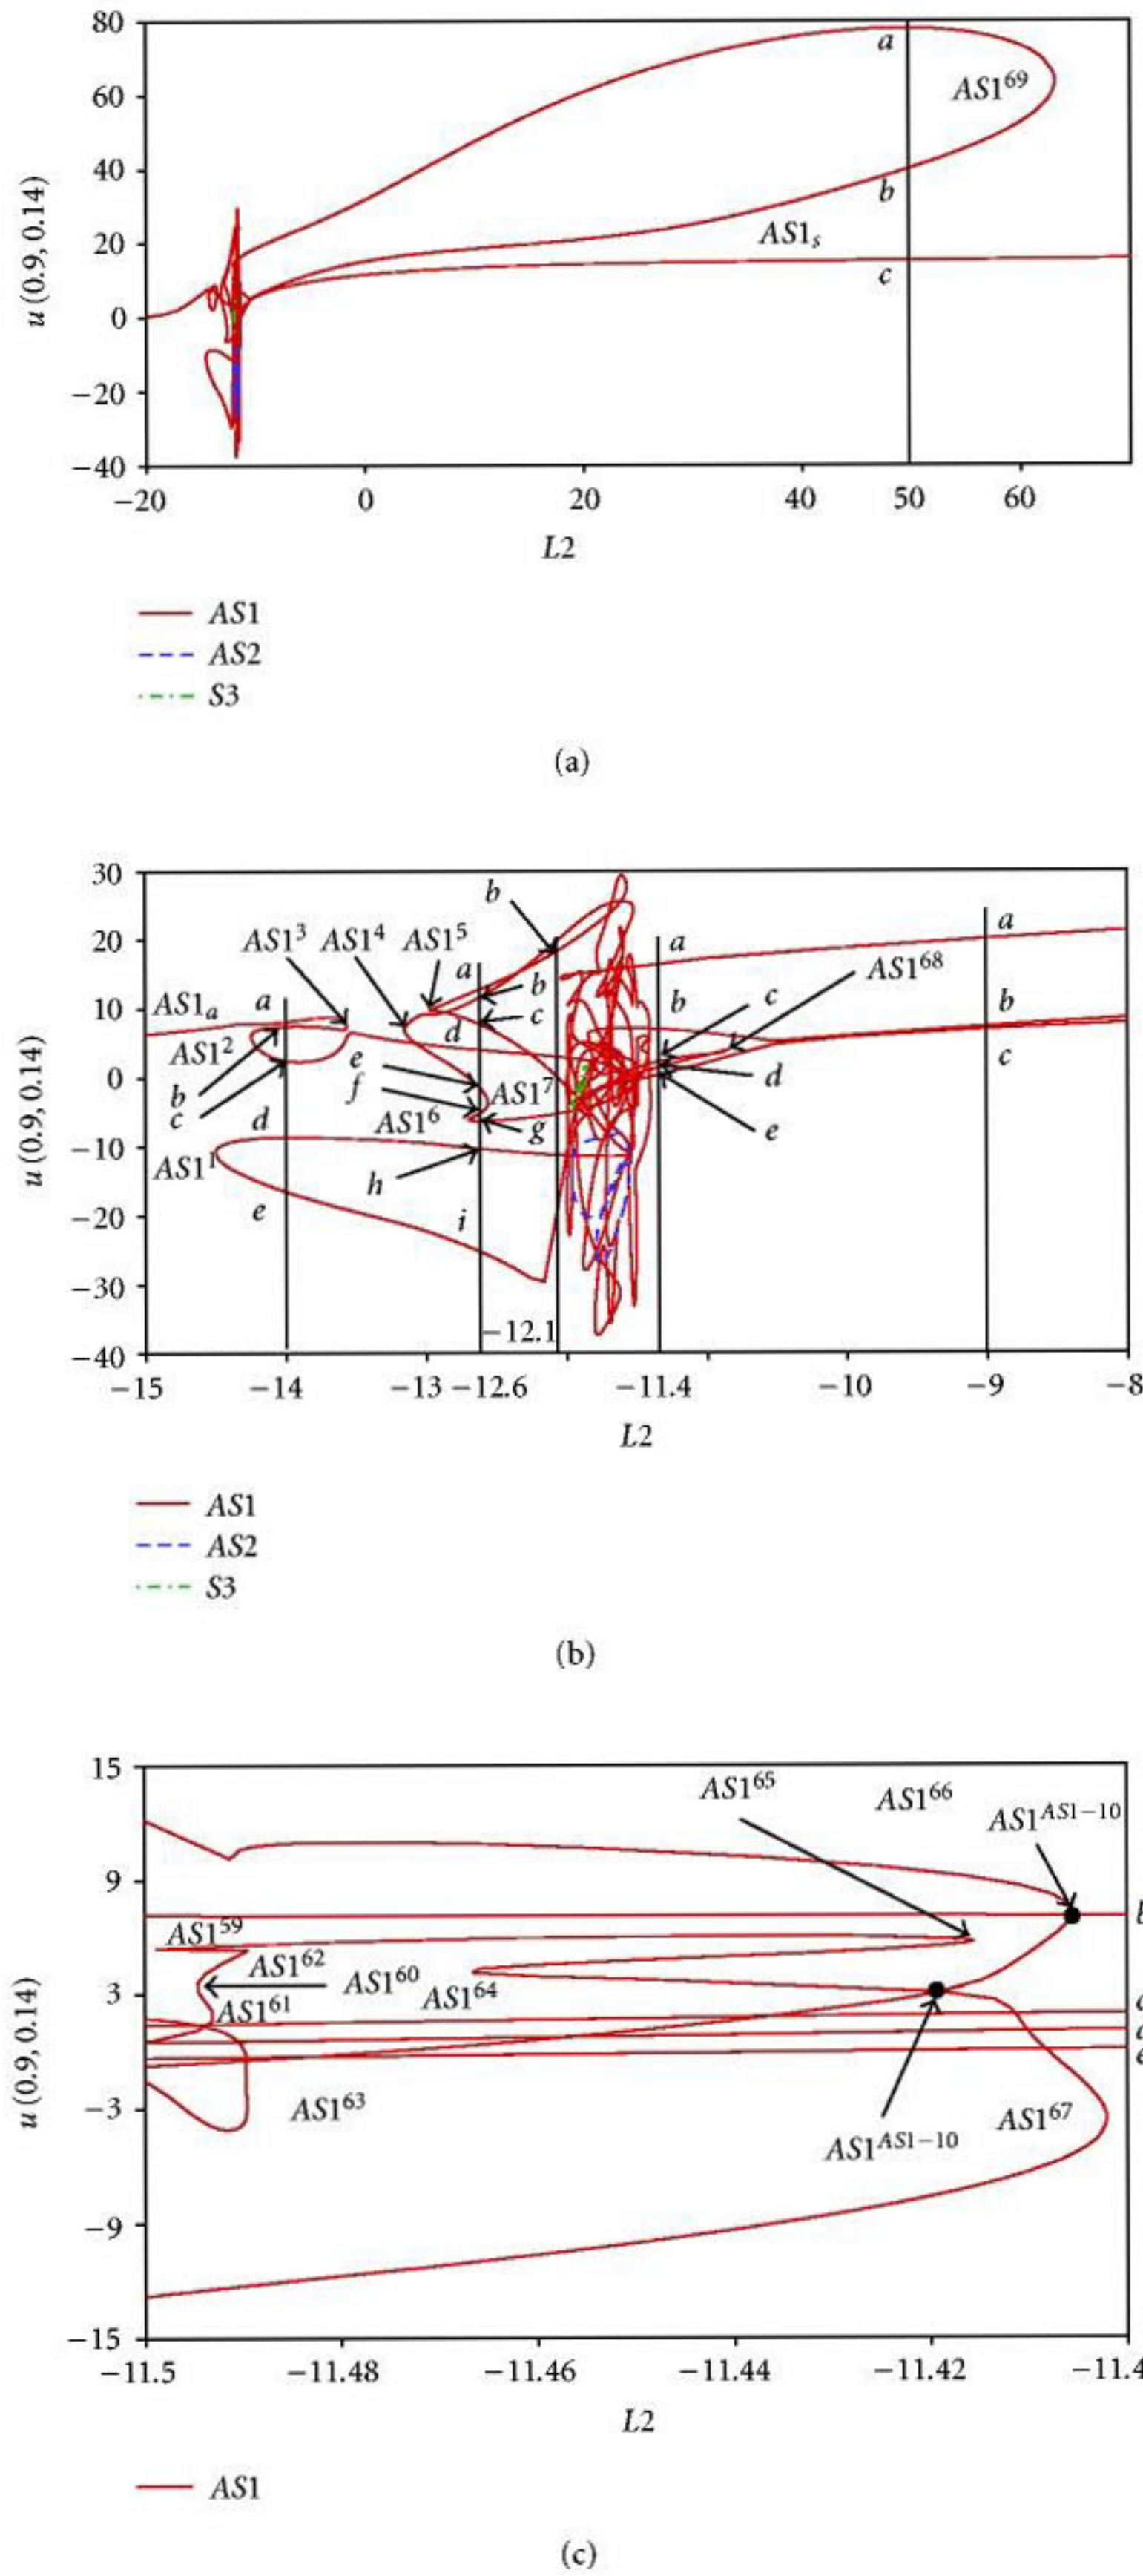 80
60
40
20
0
−20
−40
u (0.9, 0.14)
a
AS1^69
b
AS1_s
c
−20 0 20 40 50 60
L2
AS1
AS2
S3
(a)
30
20
10
0
−10
−20
−30
−40
u (0.9, 0.14)
b
AS1^3 AS1^4 AS1^5
a b a
AS1^68
AS1_a a c b c b
AS1^2 d
e d c
b f AS1^7
c d AS1^6 g e
AS1^1 h
e i
−12.1
−15 −14 −13 −12.6 −11.4 −10 −9 −8
L2
AS1
AS2
S3
(b)
15
9
3
−3
−9
−15
u (0.9, 0.14)
AS1^65 AS1^66
AS1^AS1−10
AS1^59
AS1^62 AS1^60
AS1^61 AS1^64
AS1^63 AS1^67
AS1^AS1−10
−11.5 −11.48 −11.46 −11.44 −11.42 −11.4
L2
AS1
(c)